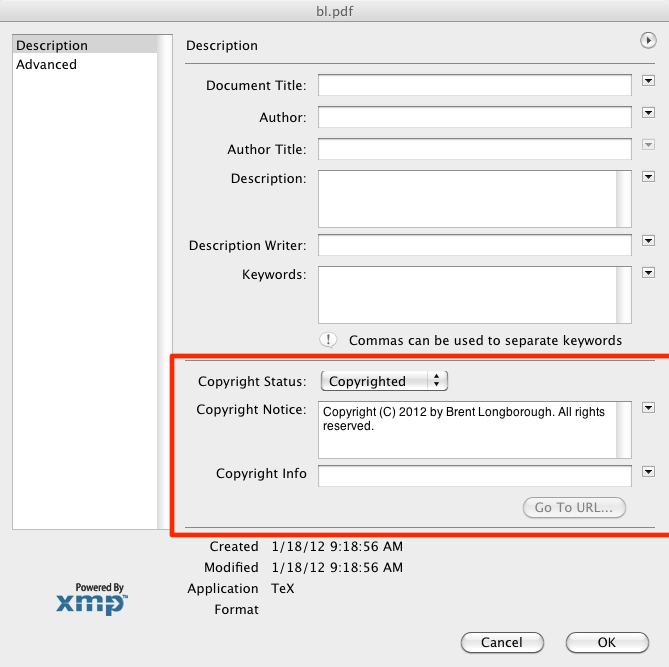 bl.pdf
Description
Advanced
Description
Document Title:
Author:
Author Title:
Description:
Description Writer:
Keywords:
! Commas can be used to separate keywords
Copyright Status: Copyrighted
Copyright Notice: Copyright (C) 2012 by Brent Longborough. All rights
reserved.
Copyright Info
Go To URL...
Created 1/18/12 9:18:56 AM
Modified 1/18/12 9:18:56 AM
Application TeX
Format
Powered By
xmp™
Cancel OK